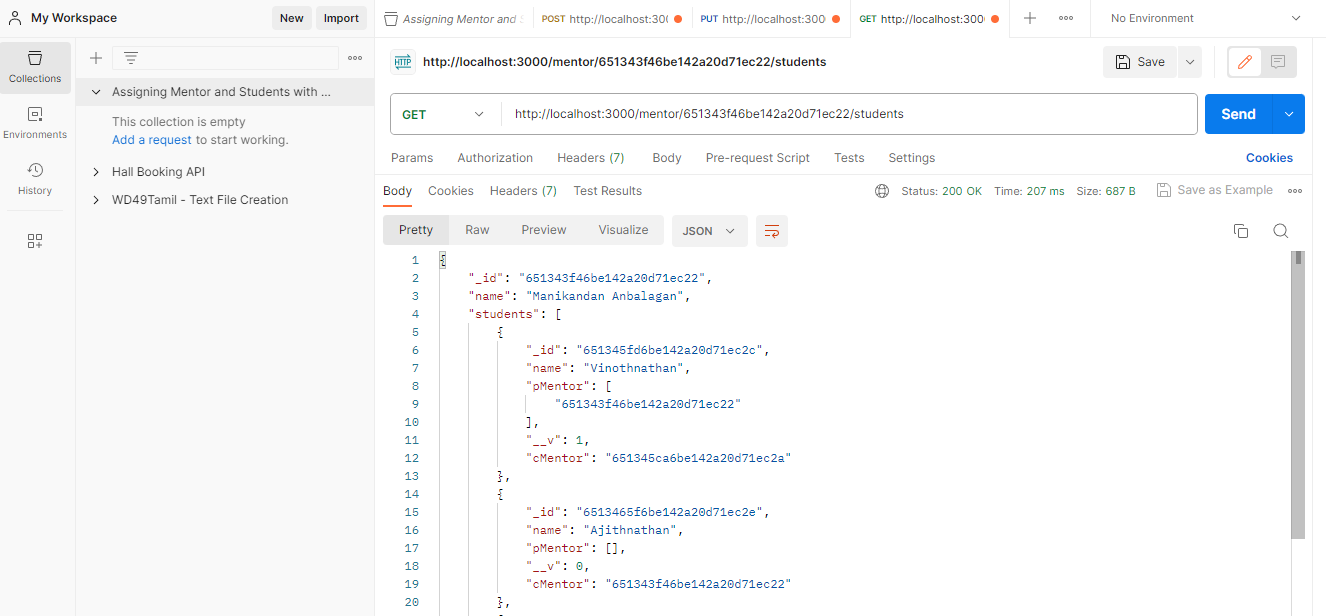 My Workspace
New
Import
Assigning Mentor and
POST http://localhost:300
PUT http://localhost:300
GET http://localhost:300
No Environment
Collections
Environments
History
Assigning Mentor and Students with ...
This collection is empty
Add a request to start working.
Hall Booking API
WD49Tamil - Text File Creation
HTTP
http://localhost:3000/mentor/651343f46be142a20d71ec22/students
Save
GET
http://localhost:3000/mentor/651343f46be142a20d71ec22/students
Send
Params
Authorization
Headers (7)
Body
Pre-request Script
Tests
Settings
Cookies
Body
Cookies
Headers (7)
Test Results
Status: 200 OK
Time: 207 ms
Size: 687 B
Save as Example
Pretty
Raw
Preview
Visualize
JSON
1 {
2 "_id": "651343f46be142a20d71ec22",
3 "name": "Manikandan Anbalagan",
4 "students": [
5 {
6 "_id": "651345fd6be142a20d71ec2c",
7 "name": "Vinothnathan",
8 "pMentor": [
9 "651343f46be142a20d71ec22"
10 ],
11 "__v": 1,
12 "cMentor": "651345ca6be142a20d71ec2a"
13 },
14 {
15 "_id": "6513465f6be142a20d71ec2e",
16 "name": "Ajithnathan",
17 "pMentor": [],
18 "__v": 0,
19 "cMentor": "651343f46be142a20d71ec22"
20 },